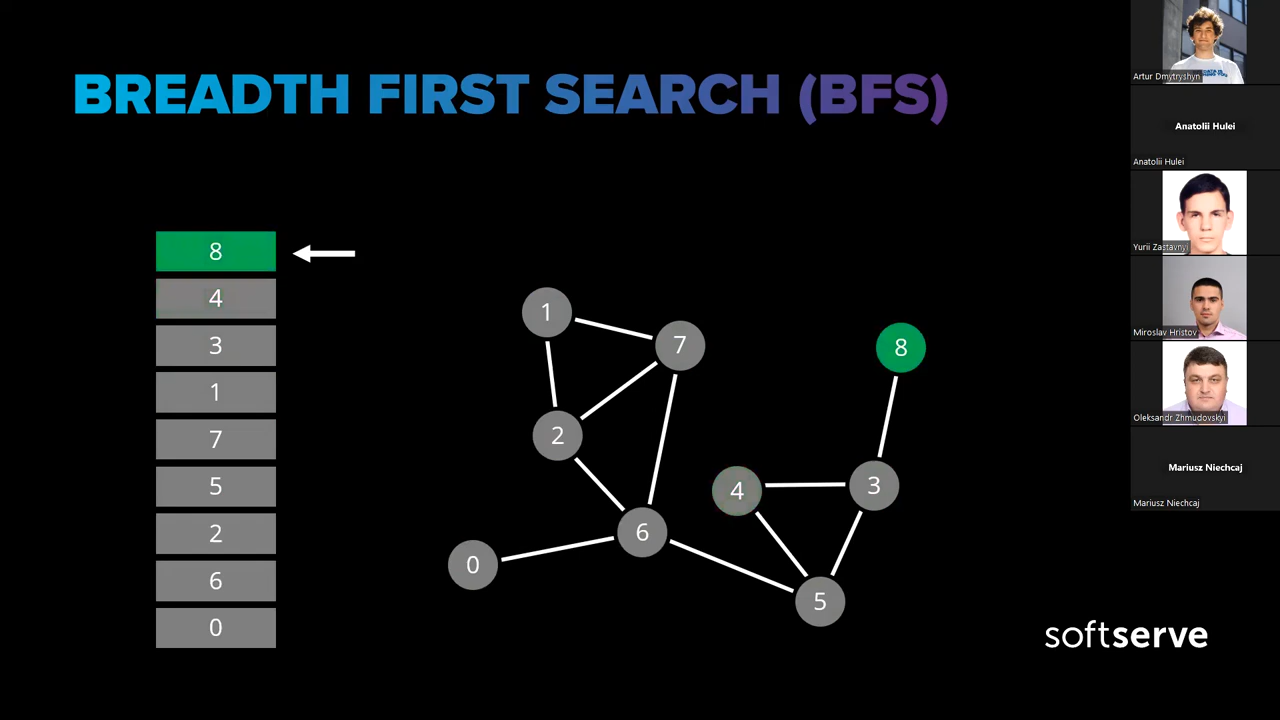 BREADTH FIRST SEARCH (BFS)
8
4
3
1
7
5
2
6
0
1
7
8
2
4
3
6
0
5
softserve
Artur Dmytryshyn
Anatolii Hulei
Anatolii Hulei
Yurii Zastavnyi
Miroslav Hristov
Oleksandr Zhmudovskyi
Mariusz Niechcaj
Mariusz Niechcaj